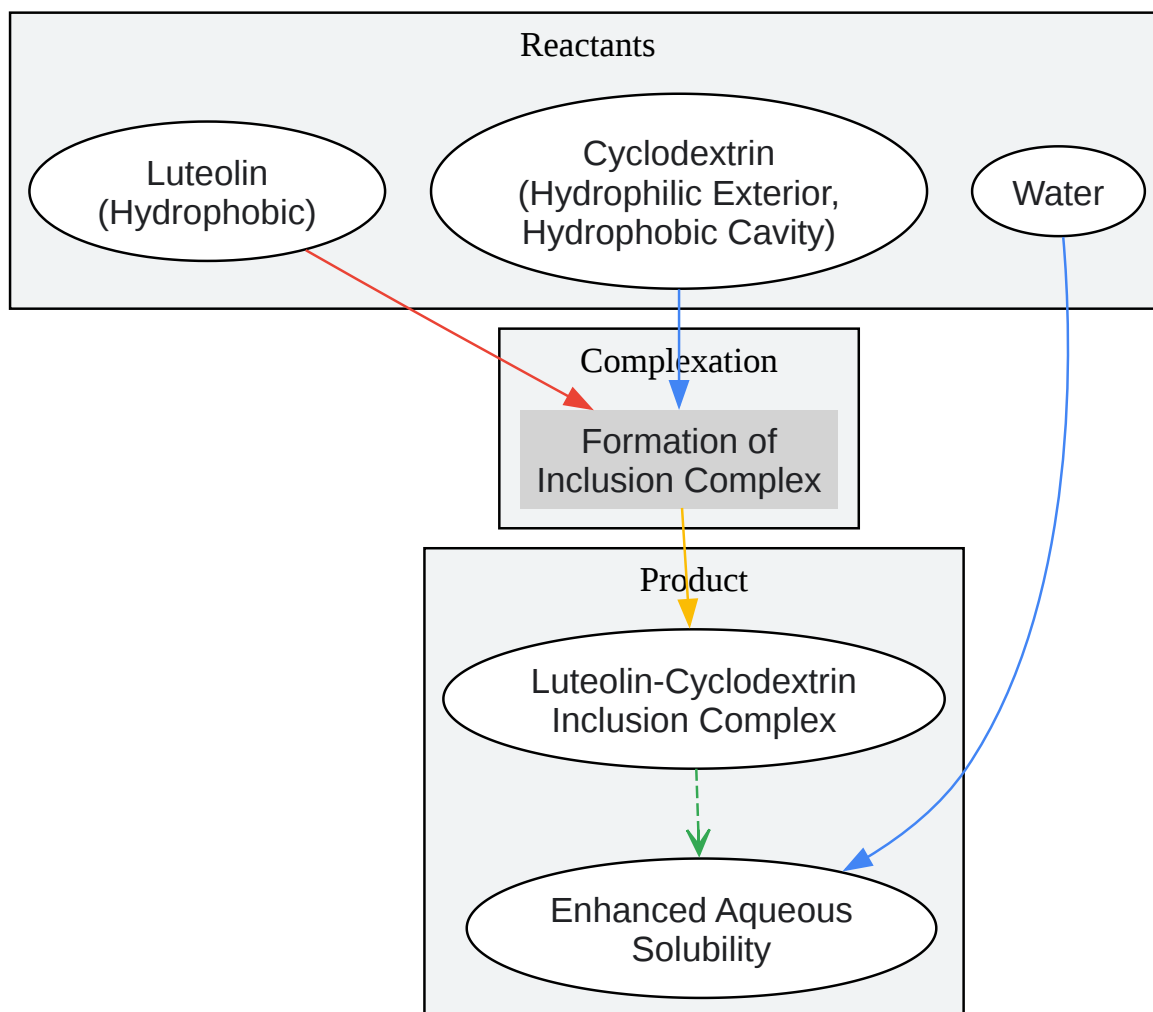 Reactants
Luteolin
(Hydrophobic)
Cyclodextrin
(Hydrophilic Exterior,
Hydrophobic Cavity)
Water
Complexation
Formation of
Inclusion Complex
Product
Luteolin-Cyclodextrin
Inclusion Complex
Enhanced Aqueous
Solubility